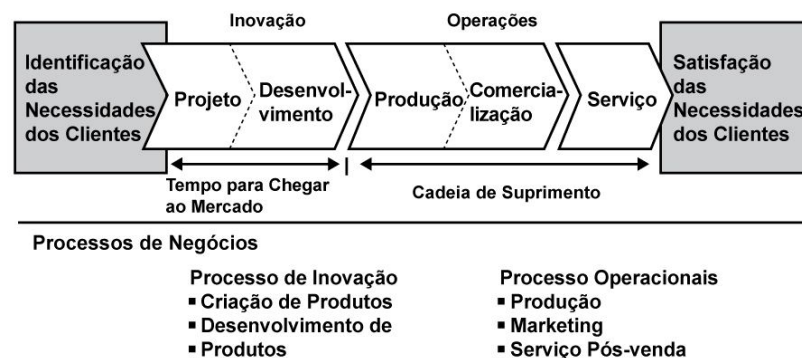 Inovação
Operações
Identificação
das
Necessidades
dos Clientes
Projeto
Desenvol-
vimento
Produção
Comercia-
lização
Serviço
Satisfação
das
Necessidades
dos Clientes
Tempo para Chegar
ao Mercado
Cadeia de Suprimento
Processos de Negócios
Processo de Inovação
▪ Criação de Produtos
▪ Desenvolvimento de
▪ Produtos
Processo Operacionais
▪ Produção
▪ Marketing
▪ Serviço Pós-venda